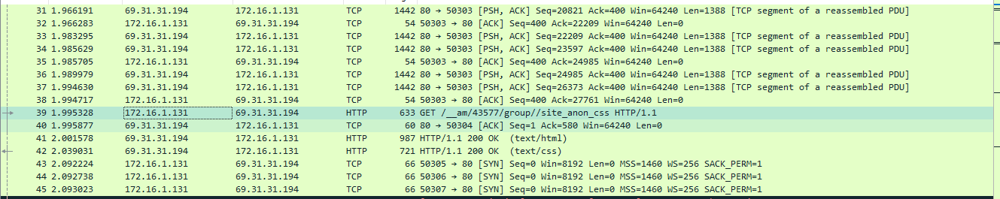 31 1.966191 69.31.31.194 172.16.1.131 TCP 1442 80 → 50303 [PSH, ACK] Seq=20821 Ack=400 Win=64240 Len=1388 [TCP segment of a reassembled PDU]
32 1.966283 172.16.1.131 69.31.31.194 TCP 54 50303 → 80 [ACK] Seq=400 Ack=22209 Win=64240 Len=0
33 1.983295 69.31.31.194 172.16.1.131 TCP 1442 80 → 50303 [PSH, ACK] Seq=22209 Ack=400 Win=64240 Len=1388 [TCP segment of a reassembled PDU]
34 1.985629 69.31.31.194 172.16.1.131 TCP 1442 80 → 50303 [PSH, ACK] Seq=23597 Ack=400 Win=64240 Len=1388 [TCP segment of a reassembled PDU]
35 1.985705 172.16.1.131 69.31.31.194 TCP 54 50303 → 80 [ACK] Seq=400 Ack=24985 Win=64240 Len=0
36 1.989979 69.31.31.194 172.16.1.131 TCP 1442 80 → 50303 [PSH, ACK] Seq=24985 Ack=400 Win=64240 Len=1388 [TCP segment of a reassembled PDU]
37 1.994630 69.31.31.194 172.16.1.131 TCP 1442 80 → 50303 [PSH, ACK] Seq=26373 Ack=400 Win=64240 Len=1388 [TCP segment of a reassembled PDU]
38 1.994717 172.16.1.131 69.31.31.194 TCP 54 50303 → 80 [ACK] Seq=400 Ack=27761 Win=64240 Len=0
39 1.995328 172.16.1.131 69.31.31.194 HTTP 633 GET /__am/43577/group//site_anon_css HTTP/1.1
40 1.995877 69.31.31.194 172.16.1.131 TCP 60 80 → 50304 [ACK] Seq=1 Ack=580 Win=64240 Len=0
41 2.001578 69.31.31.194 172.16.1.131 HTTP 987 HTTP/1.1 200 OK (text/html)
42 2.039031 69.31.31.194 172.16.1.131 HTTP 721 HTTP/1.1 200 OK (text/css)
43 2.092224 172.16.1.131 69.31.31.194 TCP 66 50305 → 80 [SYN] Seq=0 Win=8192 Len=0 MSS=1460 WS=256 SACK_PERM=1
44 2.092738 172.16.1.131 69.31.31.194 TCP 66 50306 → 80 [SYN] Seq=0 Win=8192 Len=0 MSS=1460 WS=256 SACK_PERM=1
45 2.093023 172.16.1.131 69.31.31.194 TCP 66 50307 → 80 [SYN] Seq=0 Win=8192 Len=0 MSS=1460 WS=256 SACK_PERM=1